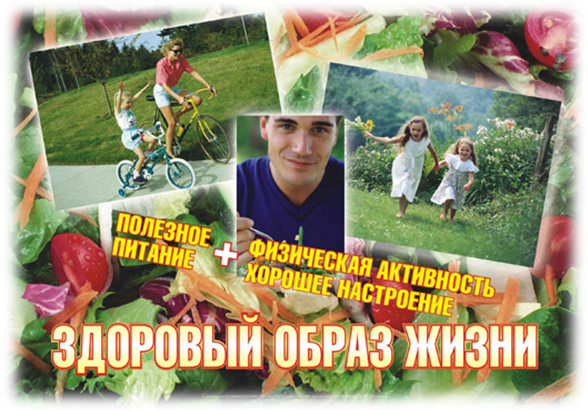 ПОЛЕЗНОЕ
ПИТАНИЕ
+
ФИЗИЧЕСКАЯ АКТИВНОСТЬ
ХОРОШЕЕ НАСТРОЕНИЕ
ЗДОРОВЫЙ ОБРАЗ ЖИЗНИ